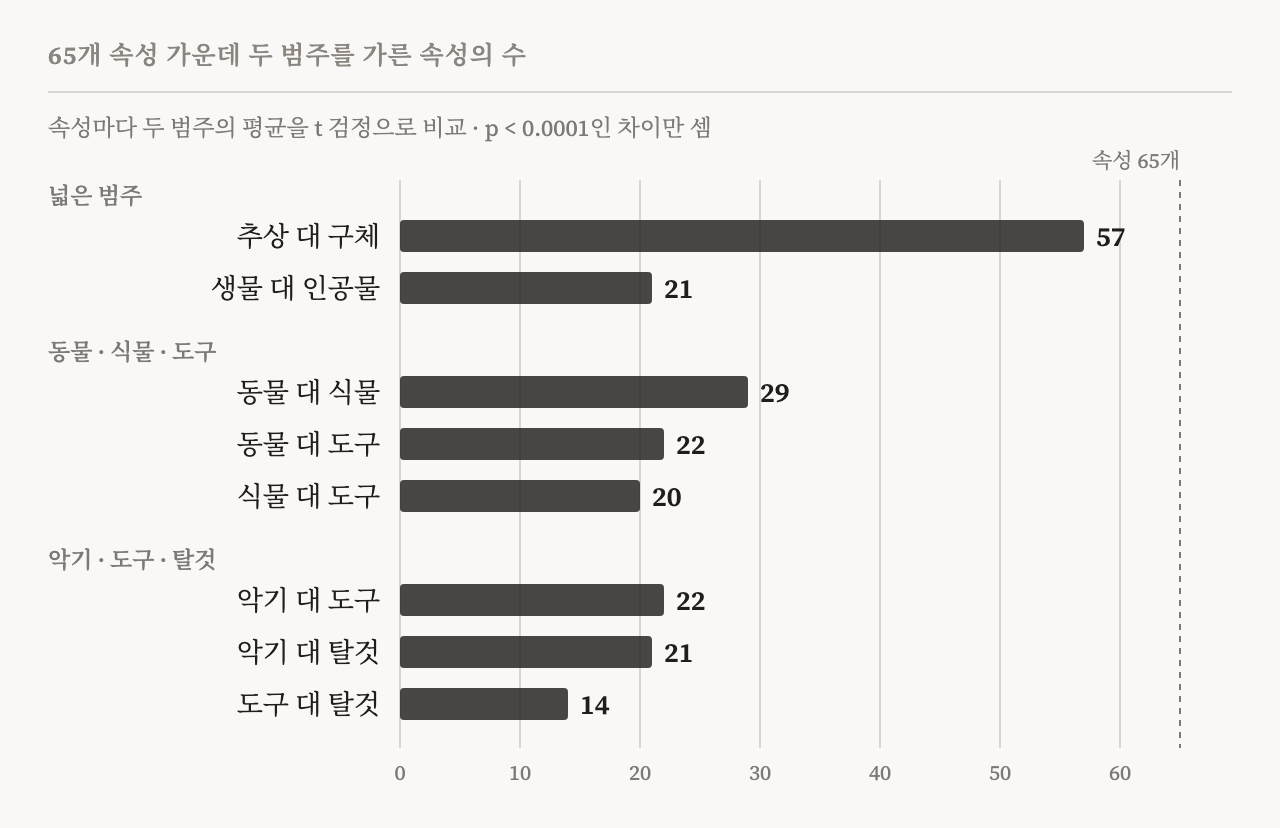 65개 속성 가운데 두 범주를 가른 속성의 수
속성마다 두 범주의 평균을 t 검정으로 비교 · p < 0.0001인 차이만 셈
속성 65개
넓은 범주
추상 대 구체 57
생물 대 인공물 21
동물 · 식물 · 도구
동물 대 식물 29
동물 대 도구 22
식물 대 도구 20
악기 · 도구 · 탈것
악기 대 도구 22
악기 대 탈것 21
도구 대 탈것 14
0 10 20 30 40 50 60